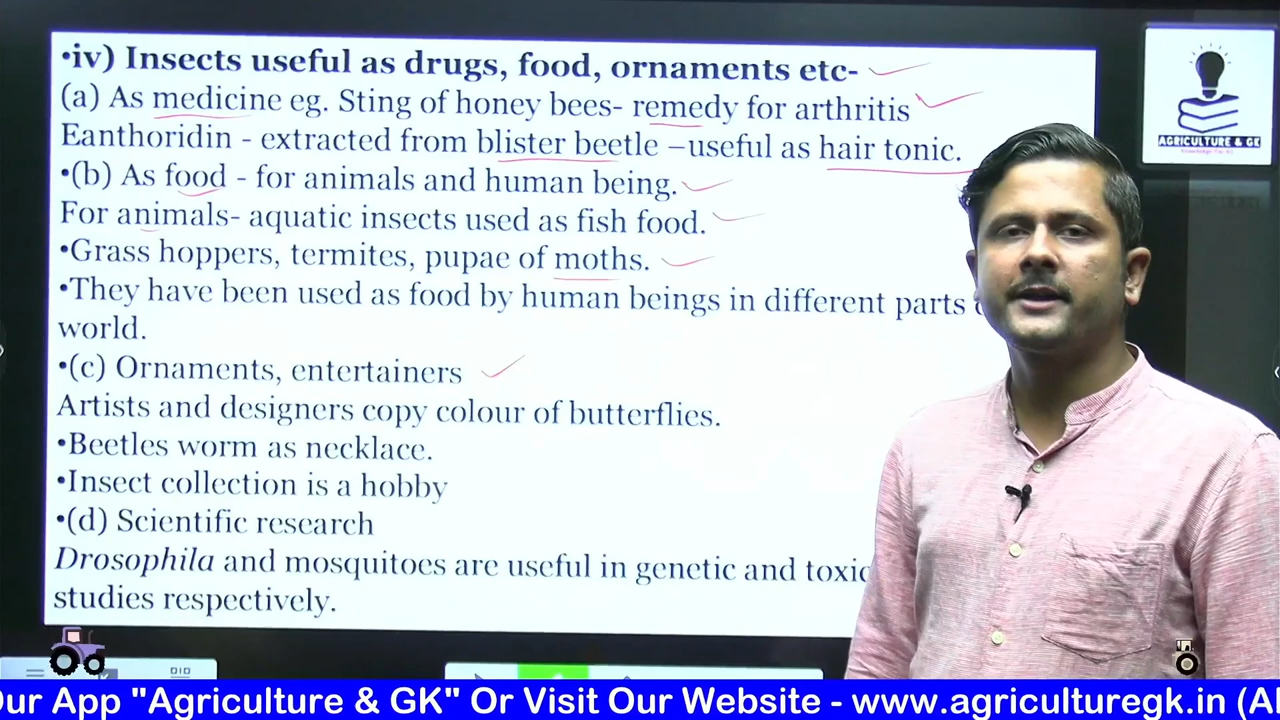 •iv) Insects useful as drugs, food, ornaments etc-
(a) As medicine eg. Sting of honey bees- remedy for arthritis
Eanthoridin - extracted from blister beetle –useful as hair tonic.
•(b) As food - for animals and human being.
For animals- aquatic insects used as fish food.
•Grass hoppers, termites, pupae of moths.
•They have been used as food by human beings in different parts
world.
•(c) Ornaments, entertainers
Artists and designers copy colour of butterflies.
•Beetles worm as necklace.
•Insect collection is a hobby
•(d) Scientific research
Drosophila and mosquitoes are useful in genetic and toxic
studies respectively.
AGRICULTURE & GK
Our App "Agriculture & GK" Or Visit Our Website - www.agriculturegk.in (Al